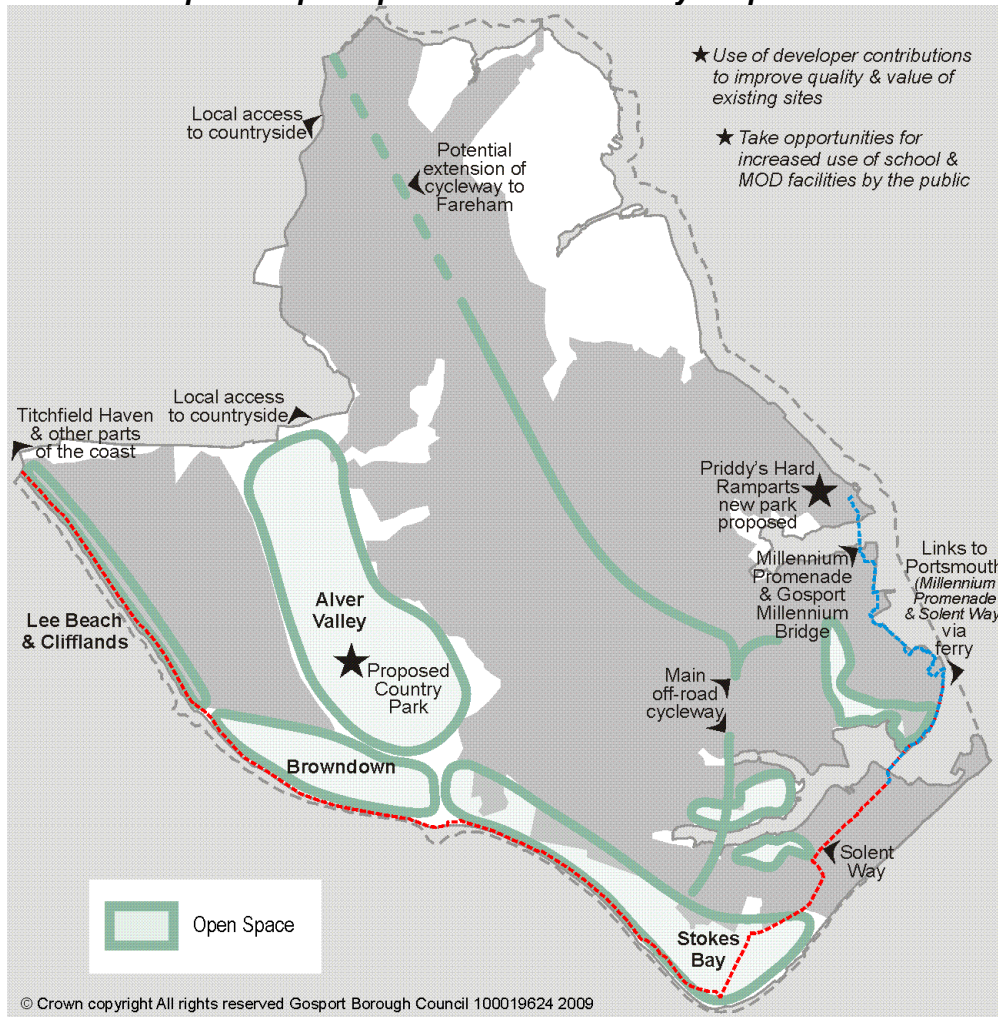 ★ Use of developer contributions
to improve quality & value of
existing sites
★ Take opportunities for
increased use of school &
MOD facilities by the public
Local access
to countryside
Potential
extension of
cycleway to
Fareham
Local access
to countryside
Titchfield Haven
& other parts
of the coast
Priddy's Hard
Ramparts
new park
proposed
Millennium
Promenade
& Gosport
Millennium
Bridge
Links to
Portsmouth
(Millennium
Promenade
& Solent Way)
via
ferry
Lee Beach
& Clifflands
Alver
Valley
Proposed
Country
Park
Main
off-road
cycleway
Browndown
Solent
Way
Stokes
Bay
Open Space
© Crown copyright All rights reserved Gosport Borough Council 100019624 2009